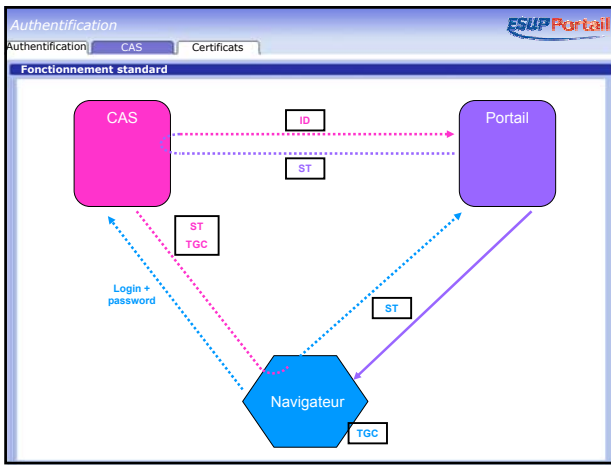 Authentification
ESUP Portail
Authentification CAS Certificats
Fonctionnement standard
CAS
ID
Portail
ST
ST
TGC
Login +
password
ST
Navigateur
TGC